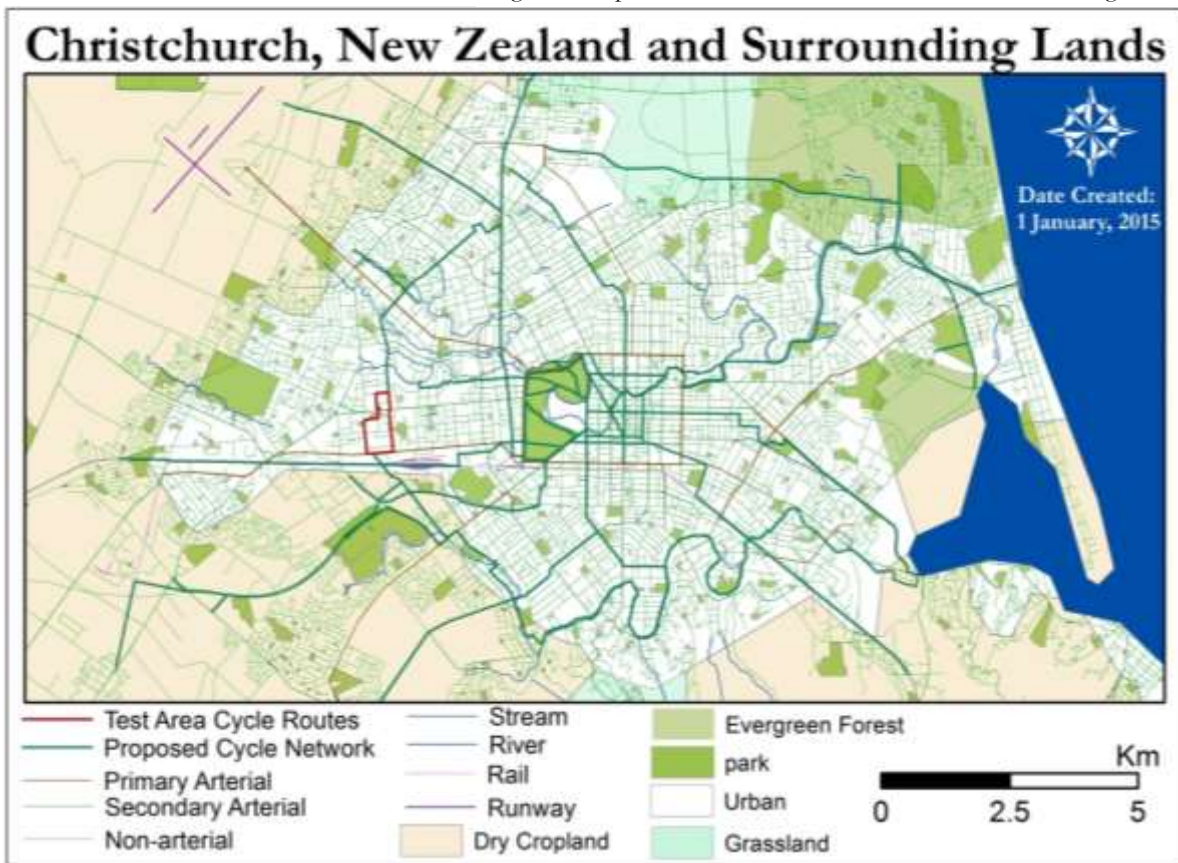 Christchurch, New Zealand and Surrounding Lands
Date Created:
1 January, 2015
Test Area Cycle Routes
Proposed Cycle Network
Primary Arterial
Secondary Arterial
Non-arterial
Stream
River
Rail
Runway
Dry Cropland
Evergreen Forest
park
Urban
Grassland
Km
0 2.5 5